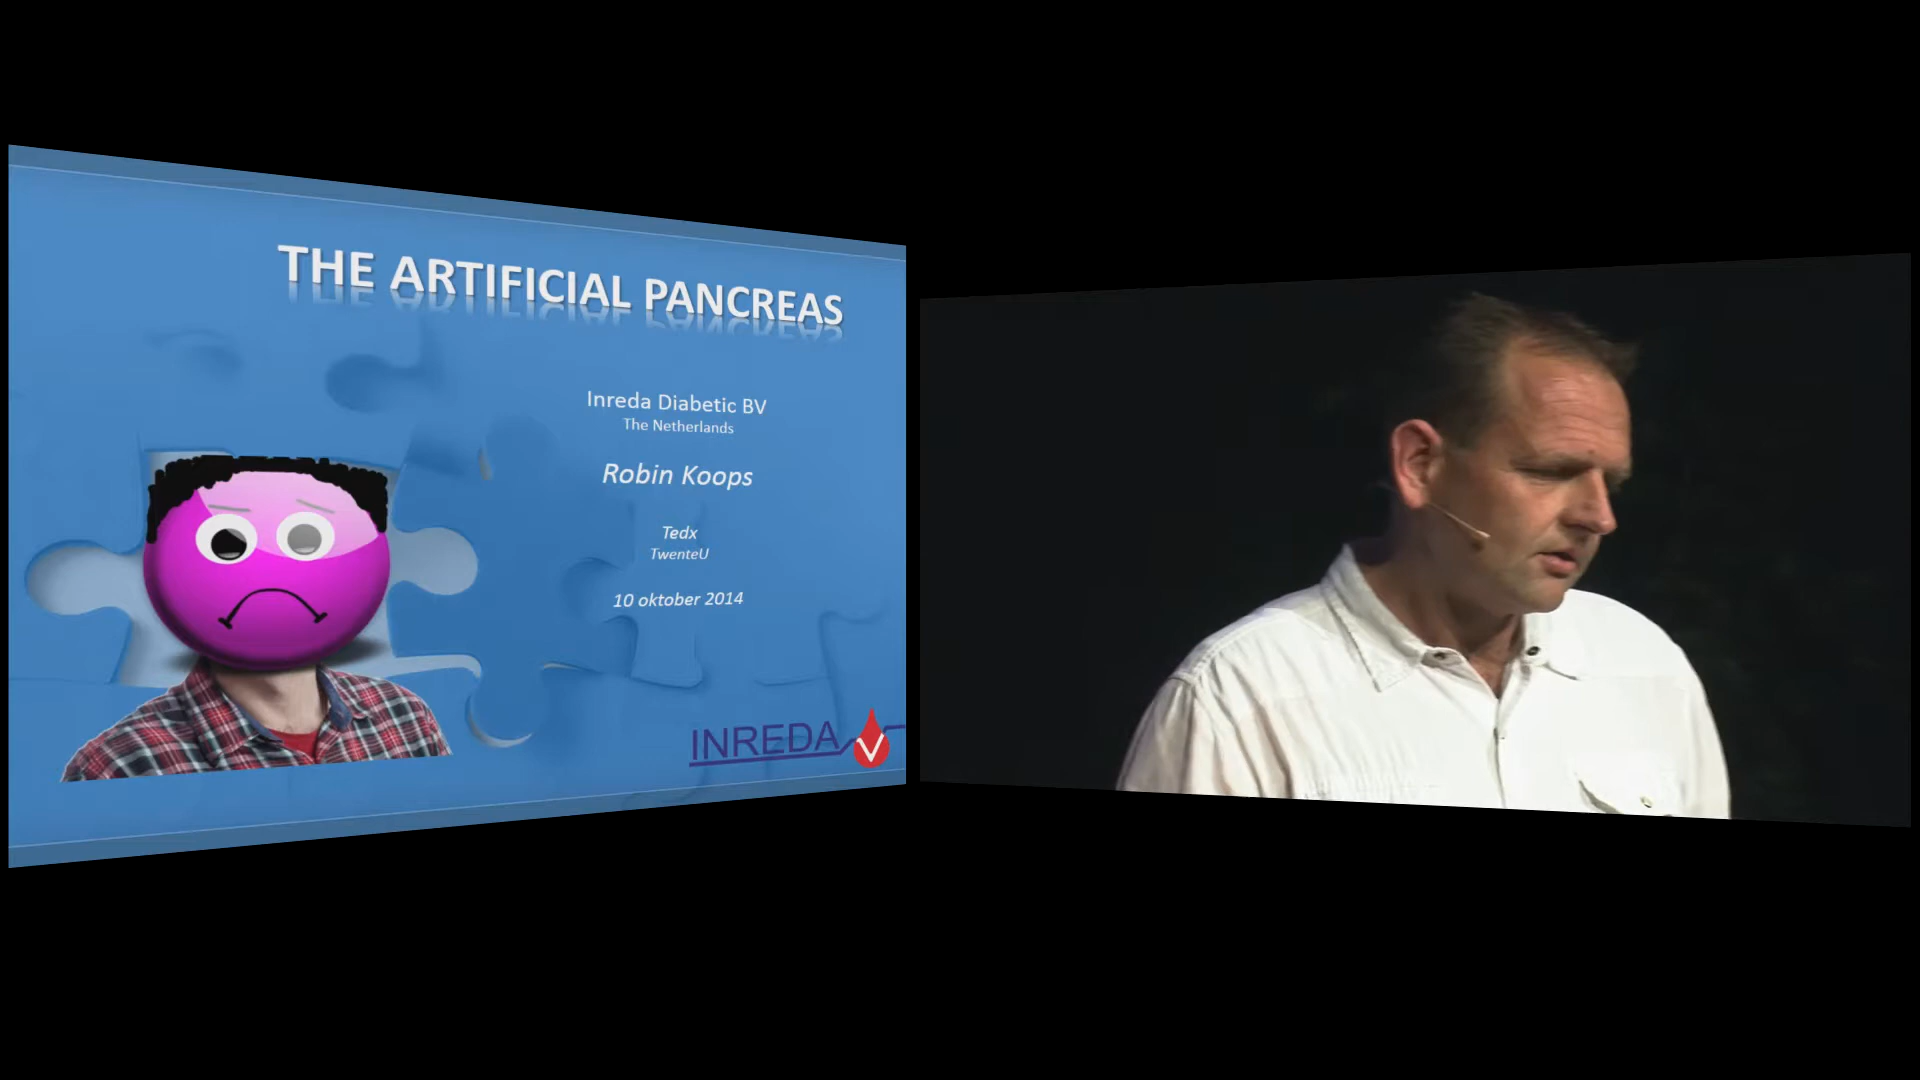 THE ARTIFICIAL PANCREAS
Inreda Diabetic BV
The Netherlands
Robin Koops
Tedx
TwenteU
10 oktober 2014
INREDA